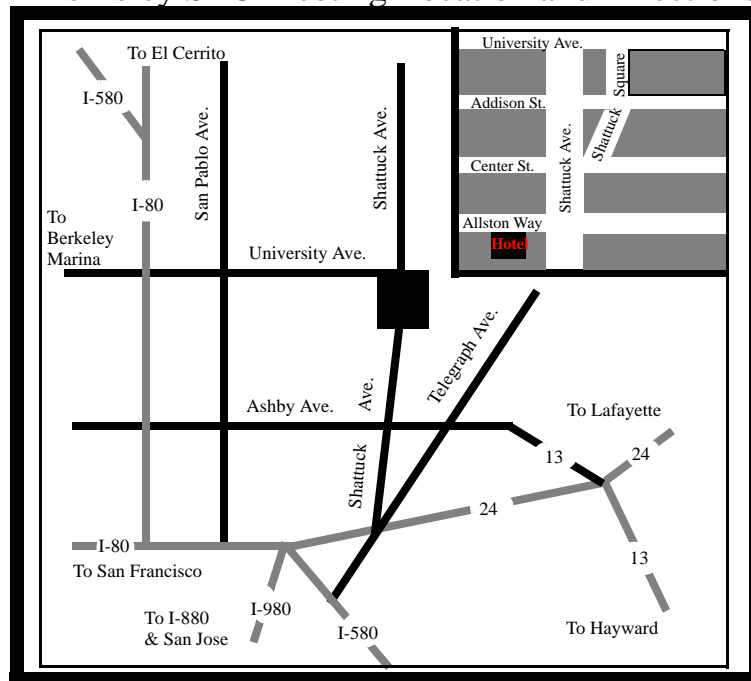 To El Cerrito
University Ave.
I-580
Square
Addison St.
San Pablo Ave.
Shattuck Ave.
Shattuck Ave.
Shattuck
Center St.
I-80
To
Berkeley
Marina
Allston Way
Hotel
University Ave.
Telegraph Ave.
Ave.
Shattuck
Ashby Ave.
To Lafayette
13
24
24
I-80
13
To San Francisco
I-980
To I-880
& San Jose
I-580
To Hayward